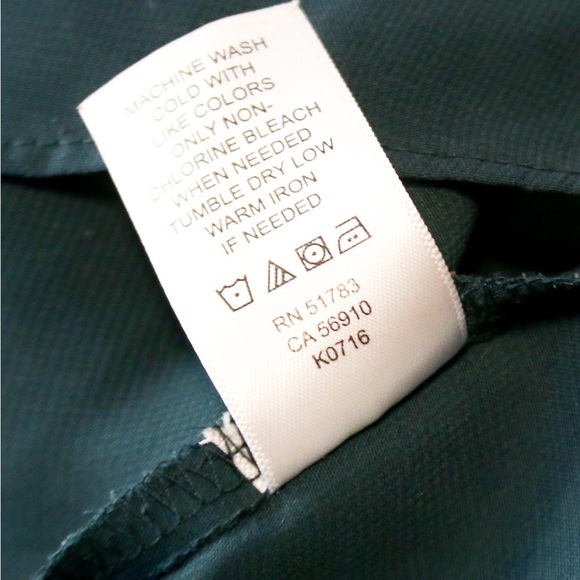 MACHINE WASH
COLD WITH
LIKE COLORS
ONLY NON-
CHLORINE BLEACH
WHEN NEEDED
TUMBLE DRY LOW
WARM IRON
IF NEEDED
RN 51783
CA 56910
K0716